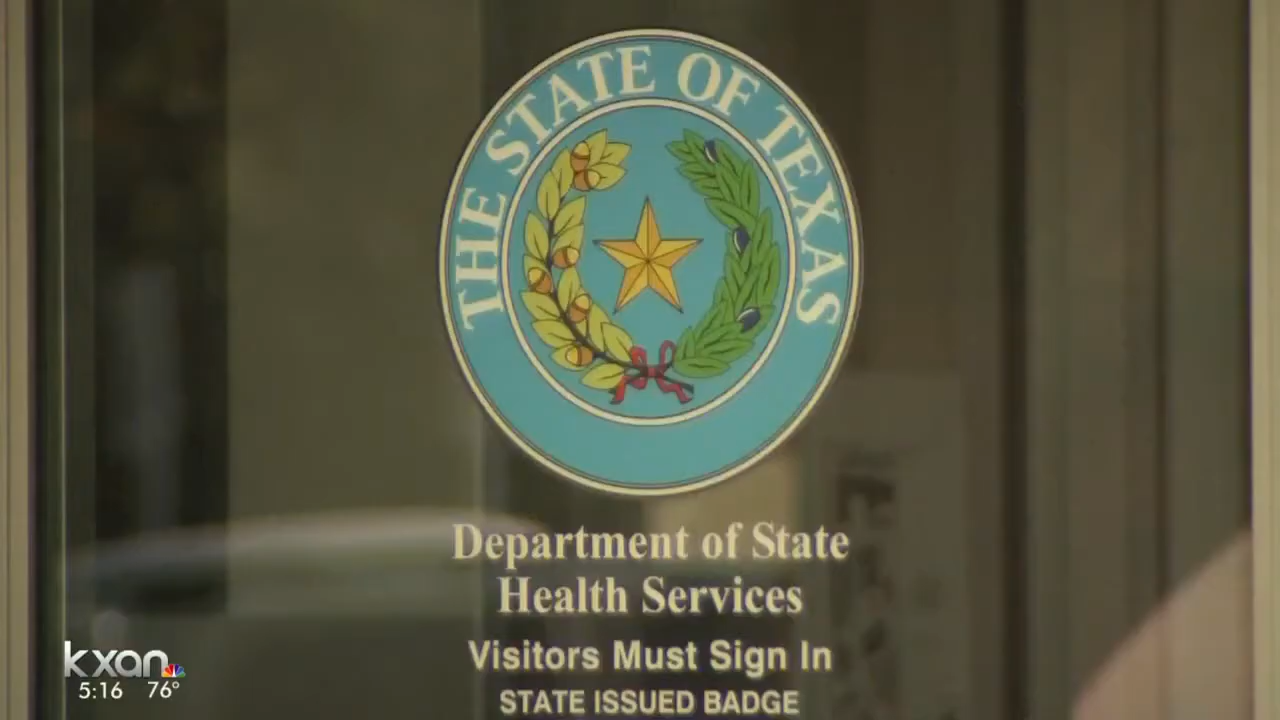 THE STATE OF TEXAS
Department of State
Health Services
Visitors Must Sign In
STATE ISSUED BADGE
kxan
5:16 76°